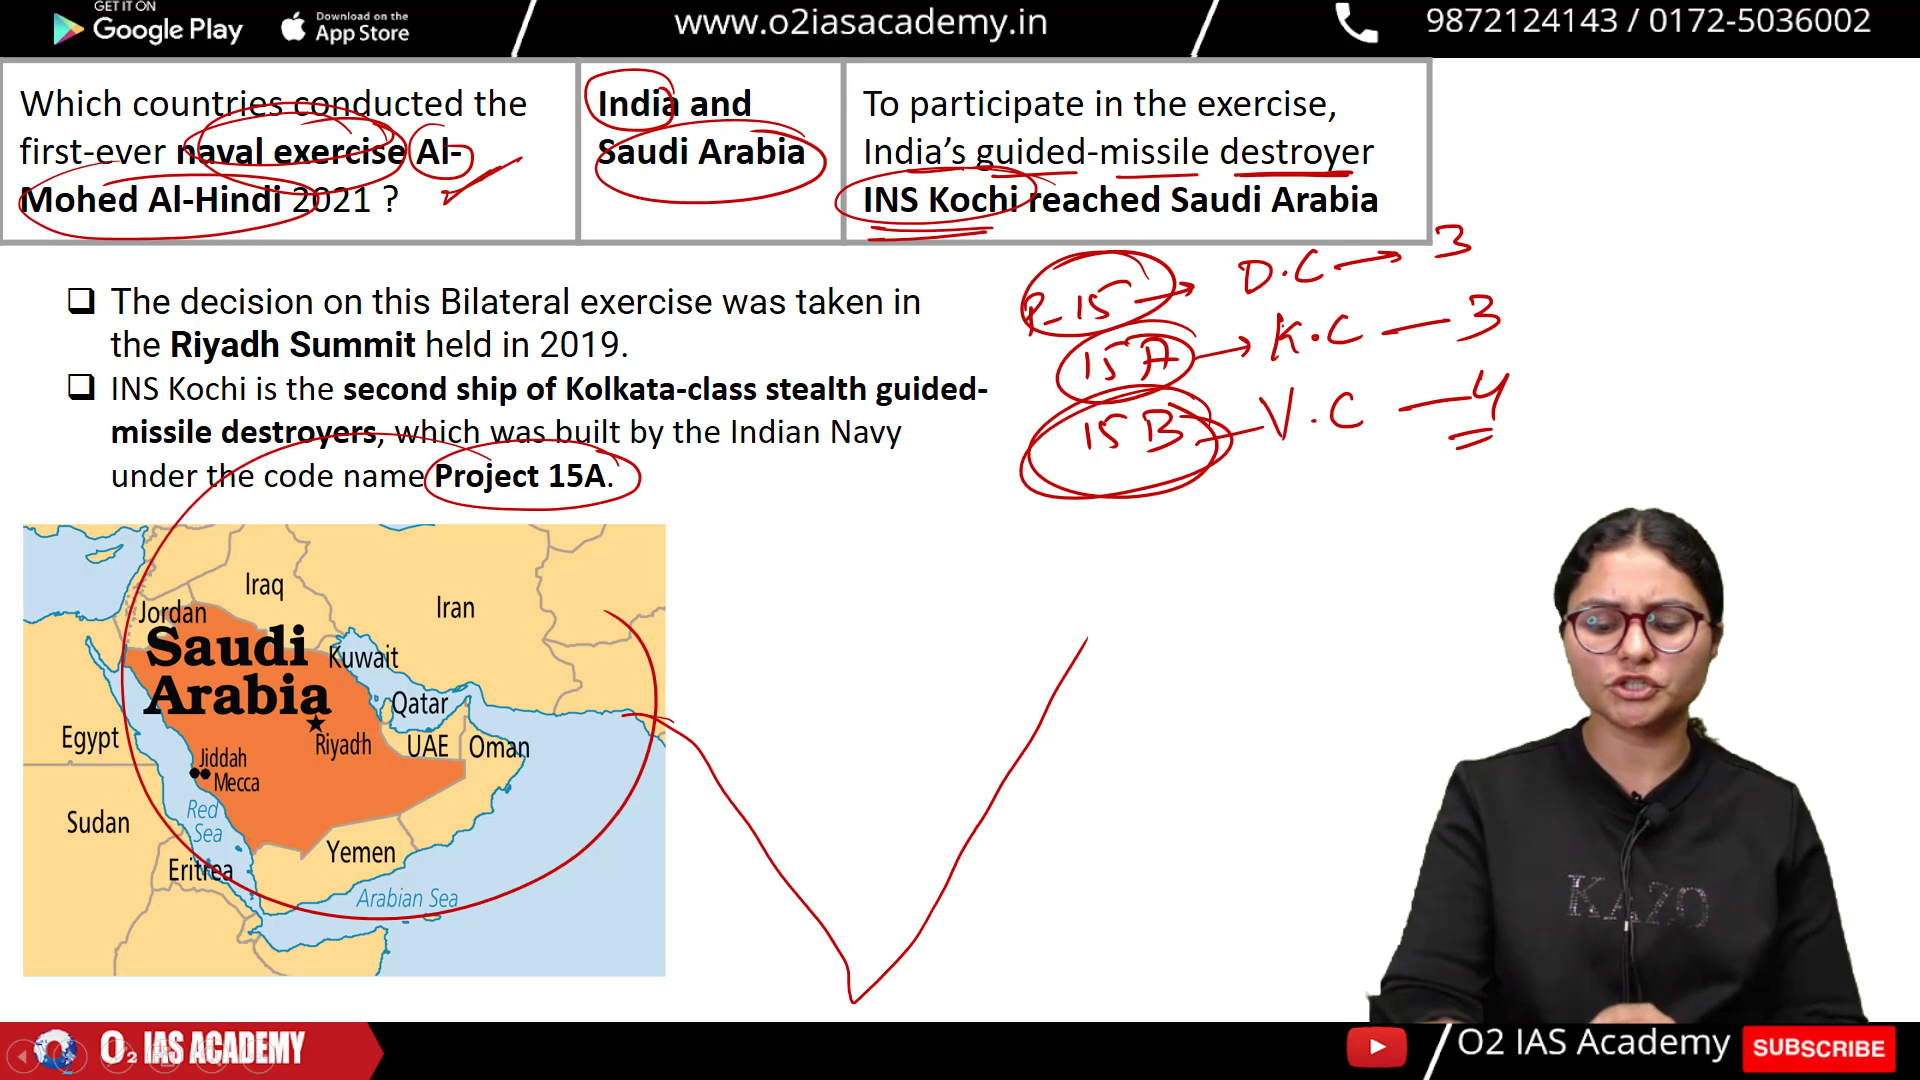 GET IT ON
Google Play
Download on the
App Store
www.o2iasacademy.in
9872124143 / 0172-5036002
Which countries conducted the
first-ever naval exercise Al-
Mohed Al-Hindi 2021 ?
India and
Saudi Arabia
To participate in the exercise,
India's guided-missile destroyer
INS Kochi reached Saudi Arabia
P-15 → D.C → 3
15A → K.C — 3
15B — V.C — 4
❑ The decision on this Bilateral exercise was taken in
the Riyadh Summit held in 2019.
❑ INS Kochi is the second ship of Kolkata-class stealth guided-
missile destroyers, which was built by the Indian Navy
under the code name Project 15A.
Iraq
Iran
Jordan
Saudi
Arabia
Kuwait
Qatar
Riyadh
UAE
Oman
Egypt
Jiddah
Mecca
Red
Sea
Sudan
Yemen
Eritrea
Arabian Sea
KAZO
O2 IAS ACADEMY
O2 IAS Academy
SUBSCRIBE